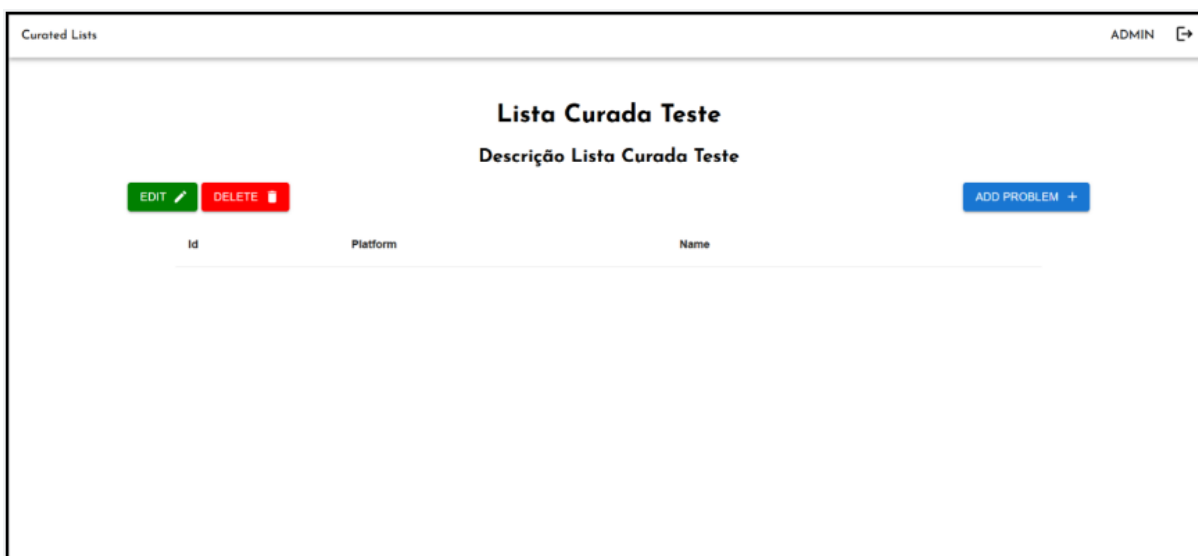 Curated Lists ADMIN
Lista Curada Teste
Descrição Lista Curada Teste
EDIT DELETE ADD PROBLEM +
Id Platform Name